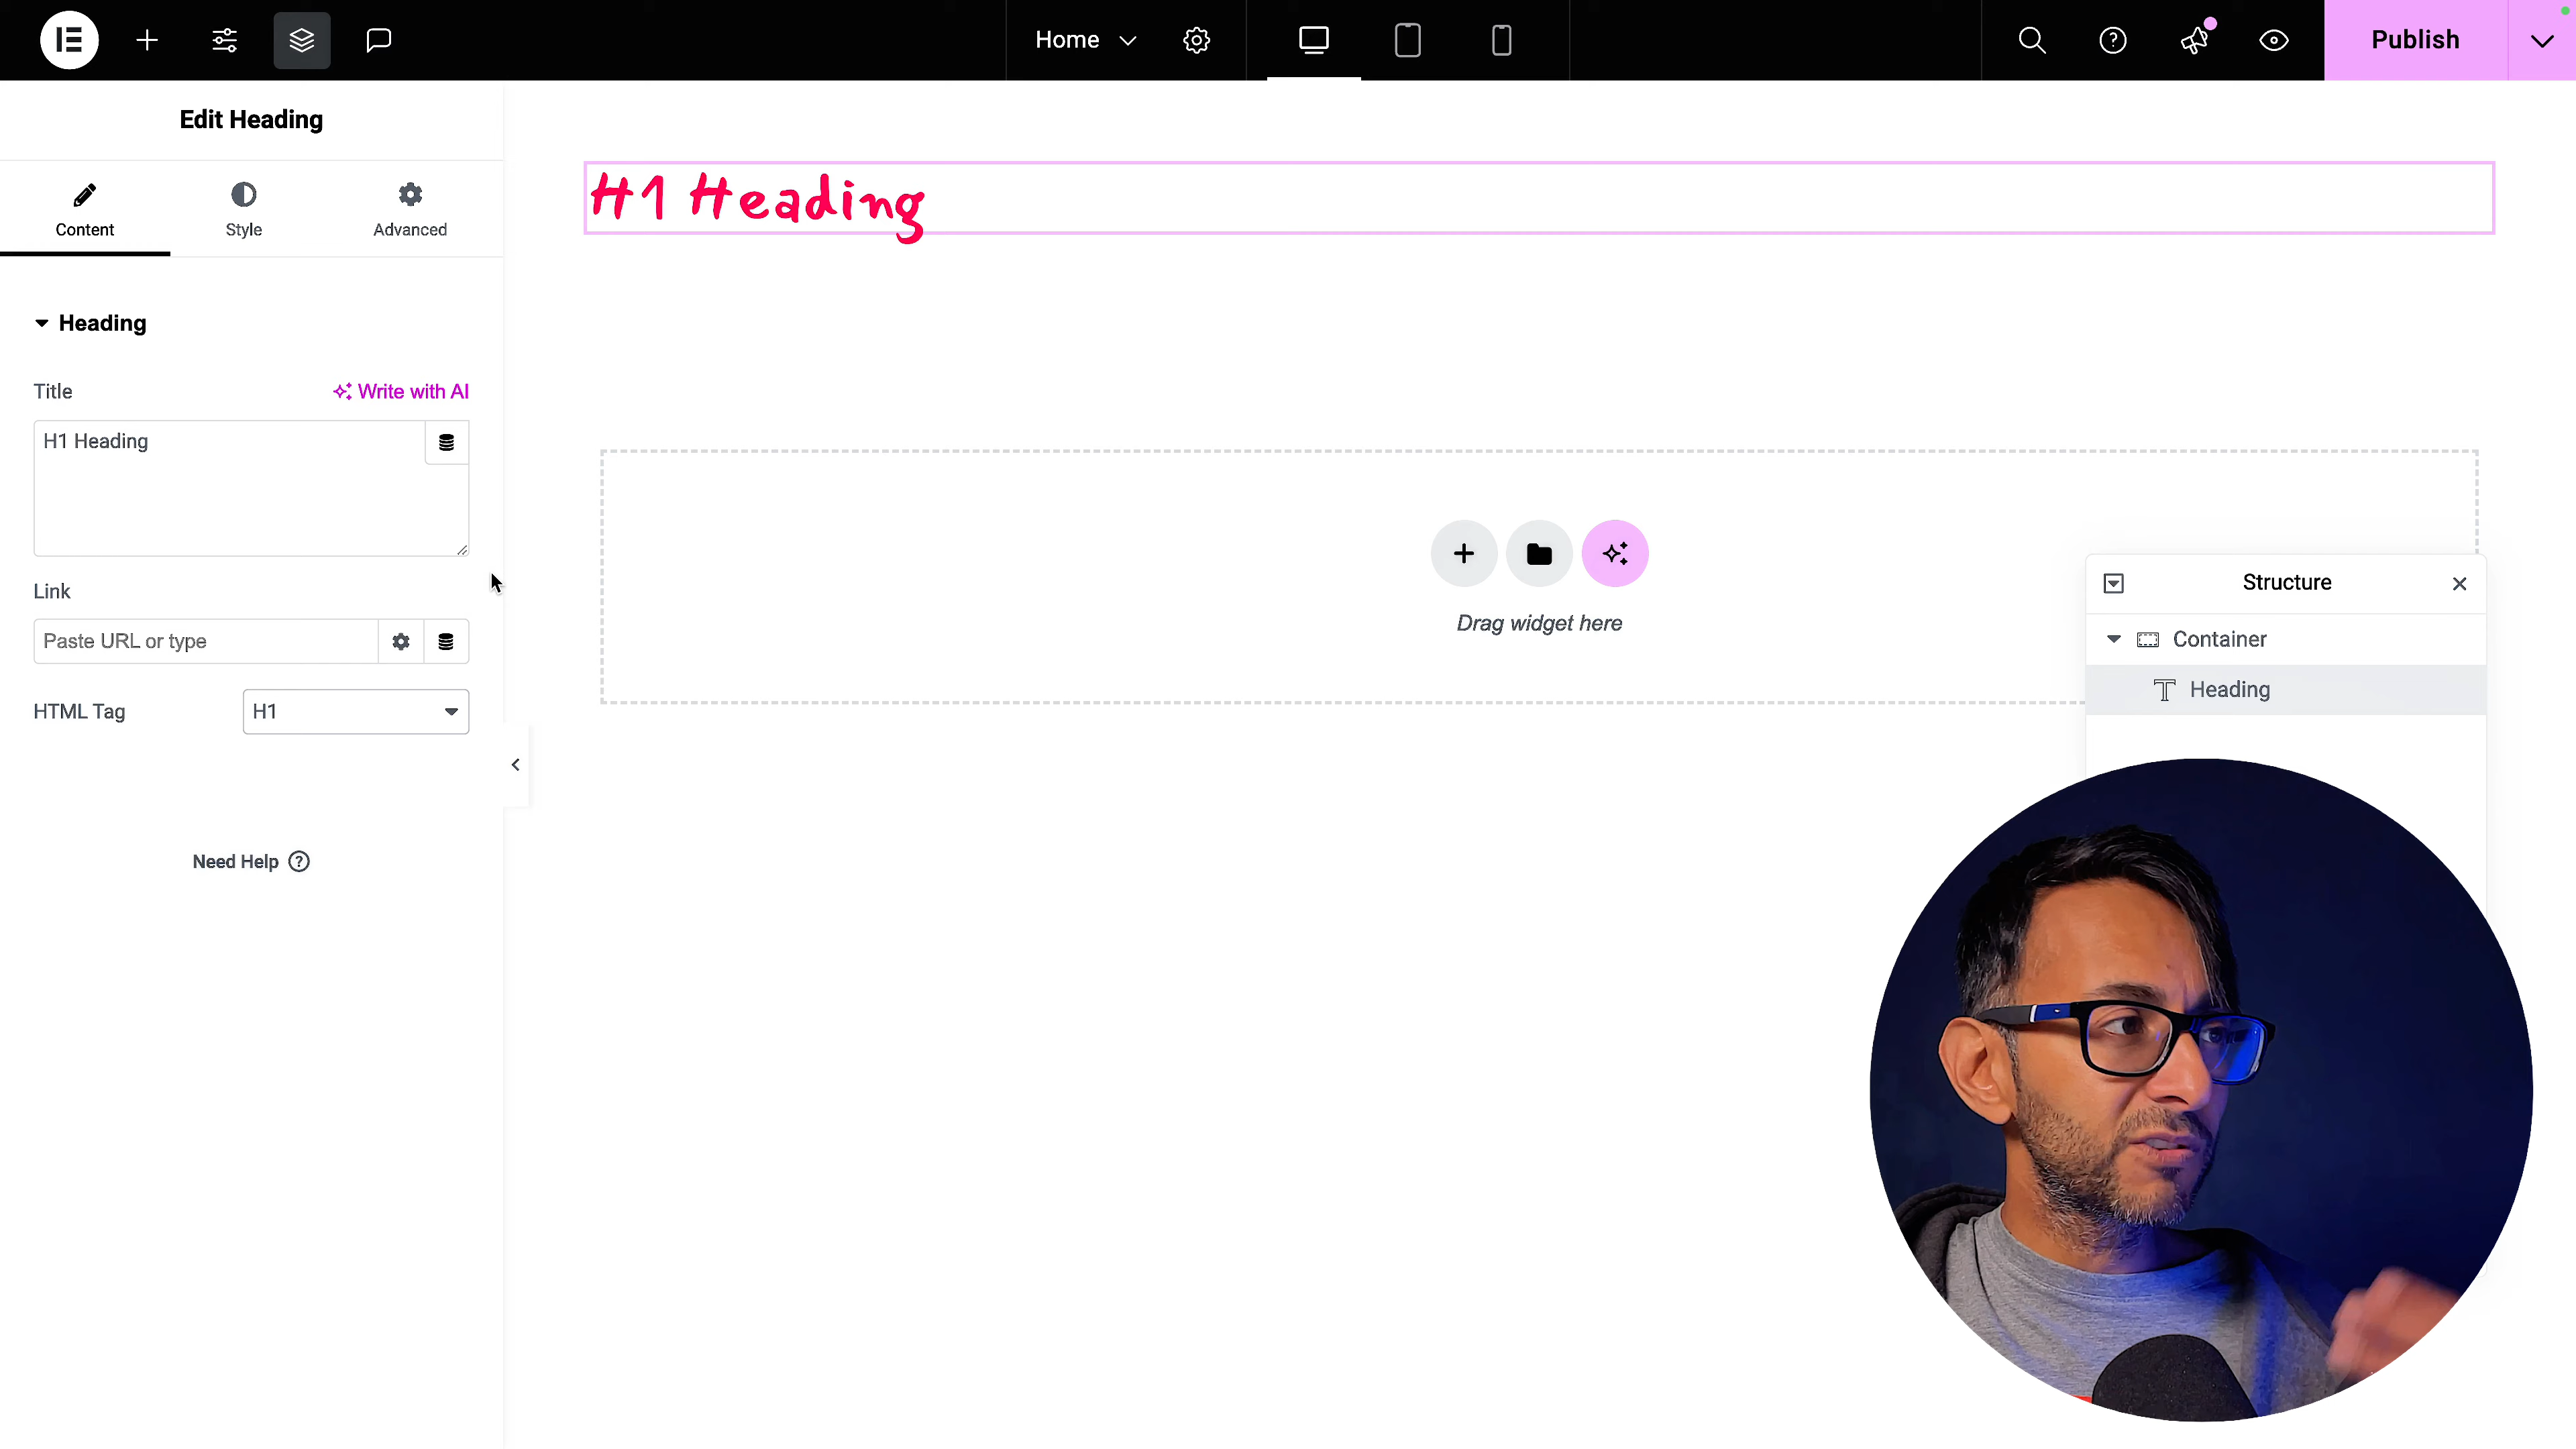 Home
Publish
Edit Heading
Content
Style
Advanced
H1 Heading
Heading
Title
Write with AI
H1 Heading
Link
Paste URL or type
HTML Tag
H1
Need Help
Drag widget here
Structure
Container
Heading